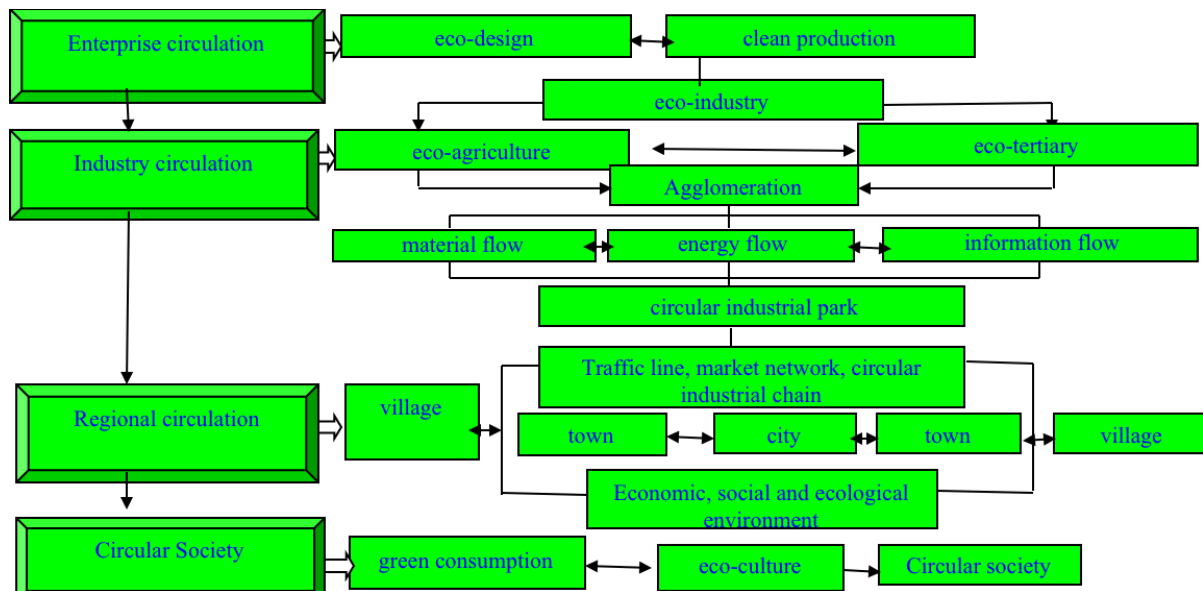 Enterprise circulation
eco-design
clean production
eco-industry
Industry circulation
eco-agriculture
eco-tertiary
Agglomeration
material flow
energy flow
information flow
circular industrial park
Traffic line, market network, circular
industrial chain
Regional circulation
village
town
city
town
village
Economic, social and ecological
environment
Circular Society
green consumption
eco-culture
Circular society